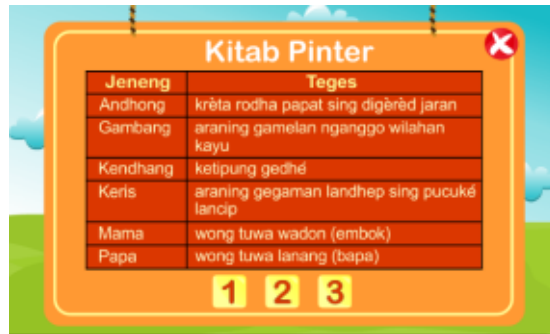 Kitab Pinter
Jeneng Teges
Andhong krèta rodha papat sing digèrèd jaran
Gambang araning gamelan nganggo wilahan
kayu
Kendhang ketipung gedhé
Keris araning gegaman landhep sing pucuké
lancip
Mama wong tuwa wadon (embok)
Papa wong tuwa lanang (bapa)
1 2 3